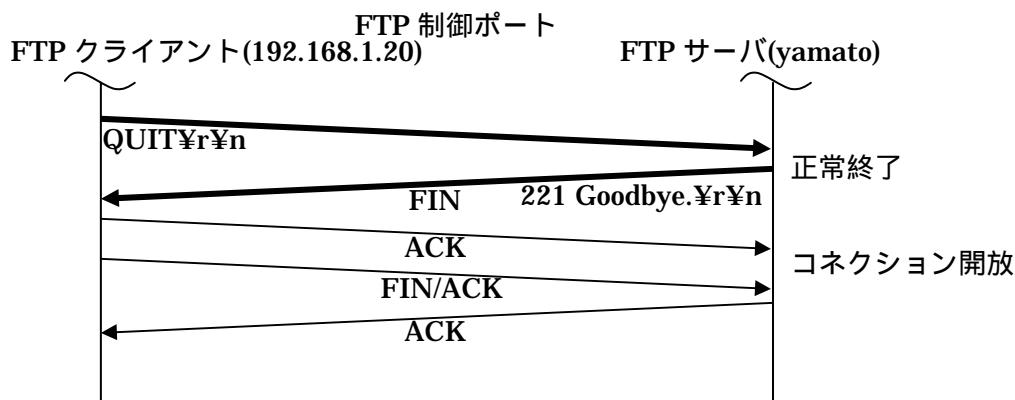 FTP 制御ポート
FTP クライアント(192.168.1.20)
FTP サーバ(yamato)
QUIT¥r¥n
正常終了
221 Goodbye.¥r¥n
FIN
ACK
コネクション開放
FIN/ACK
ACK